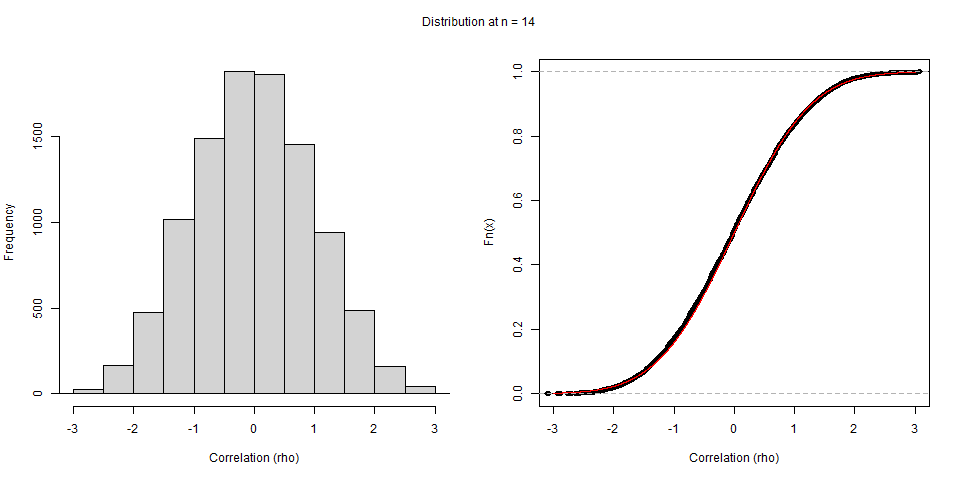 Distribution at n = 14
Frequency
0
500
1000
1500
-3 -2 -1 0 1 2 3
Correlation (rho)
Fn(x)
0.0
0.2
0.4
0.6
0.8
1.0
-3 -2 -1 0 1 2 3
Correlation (rho)